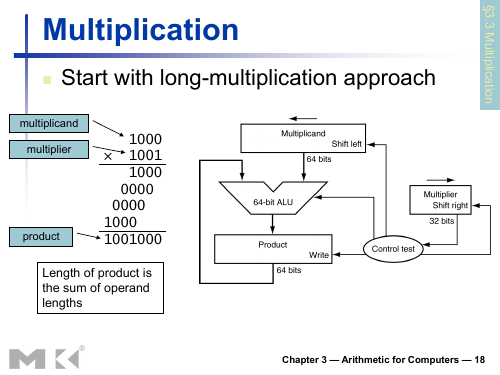 Multiplication
§3.3 Multiplication
Start with long-multiplication approach
multiplicand
multiplier
1000
× 1001
1000
0000
0000
1000
product
1001000
Length of product is
the sum of operand
lengths
Multiplicand
Shift left
64 bits
64-bit ALU
Product
Write
64 bits
Multiplier
Shift right
32 bits
Control test
MK®
Chapter 3 — Arithmetic for Computers — 18